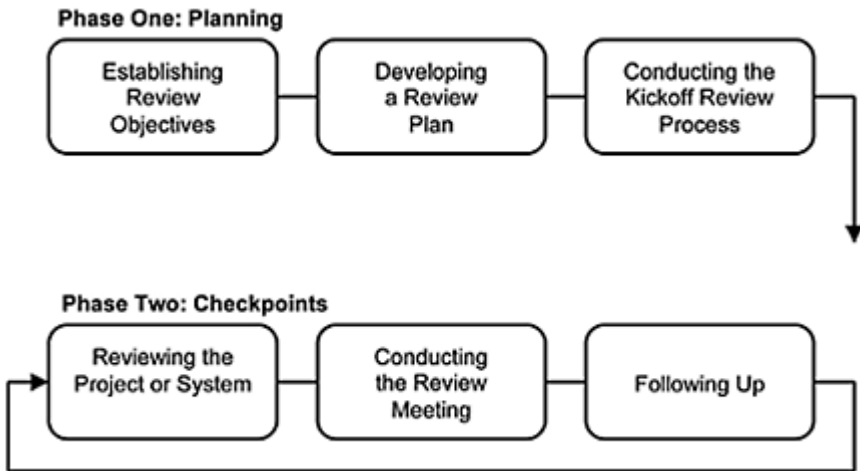 Phase One: Planning
Establishing
Review
Objectives
Developing
a Review
Plan
Conducting the
Kickoff Review
Process
Phase Two: Checkpoints
Reviewing the
Project or System
Conducting
the Review
Meeting
Following Up